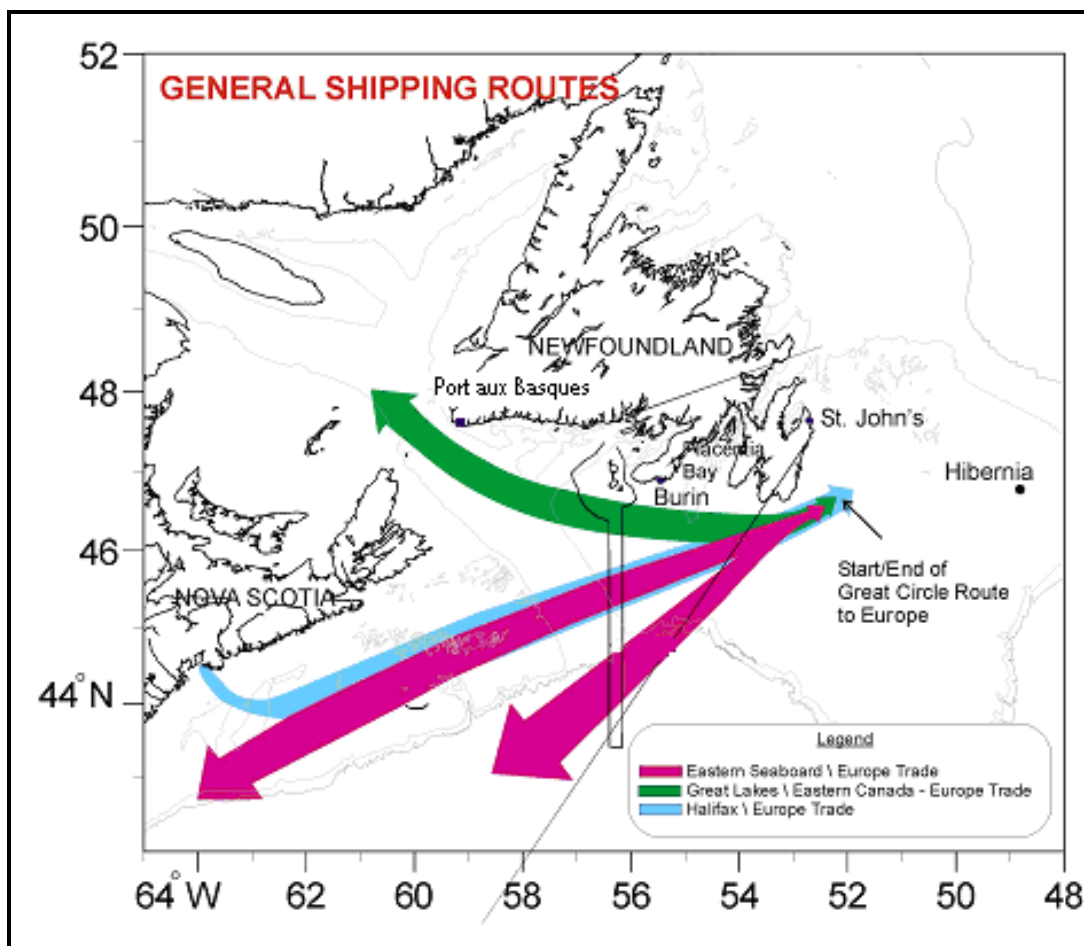 GENERAL SHIPPING ROUTES
52
50
48
46
44°N
NEWFOUNDLAND
Port aux Basques
St. John's
Placentia
Bay
Burin
Hibernia
Start/End of
Great Circle Route
to Europe
NOVA SCOTIA
Legend
Eastern Seaboard \ Europe Trade
Great Lakes \ Eastern Canada - Europe Trade
Halifax \ Europe Trade
64°W 62 60 58 56 54 52 50 48